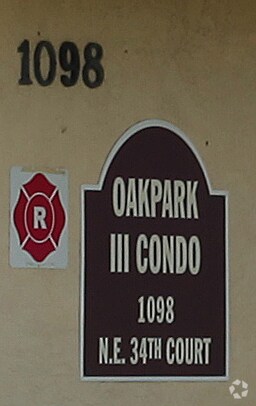 1098
R
OAKPARK
III CONDO
1098
N.E. 34TH COURT